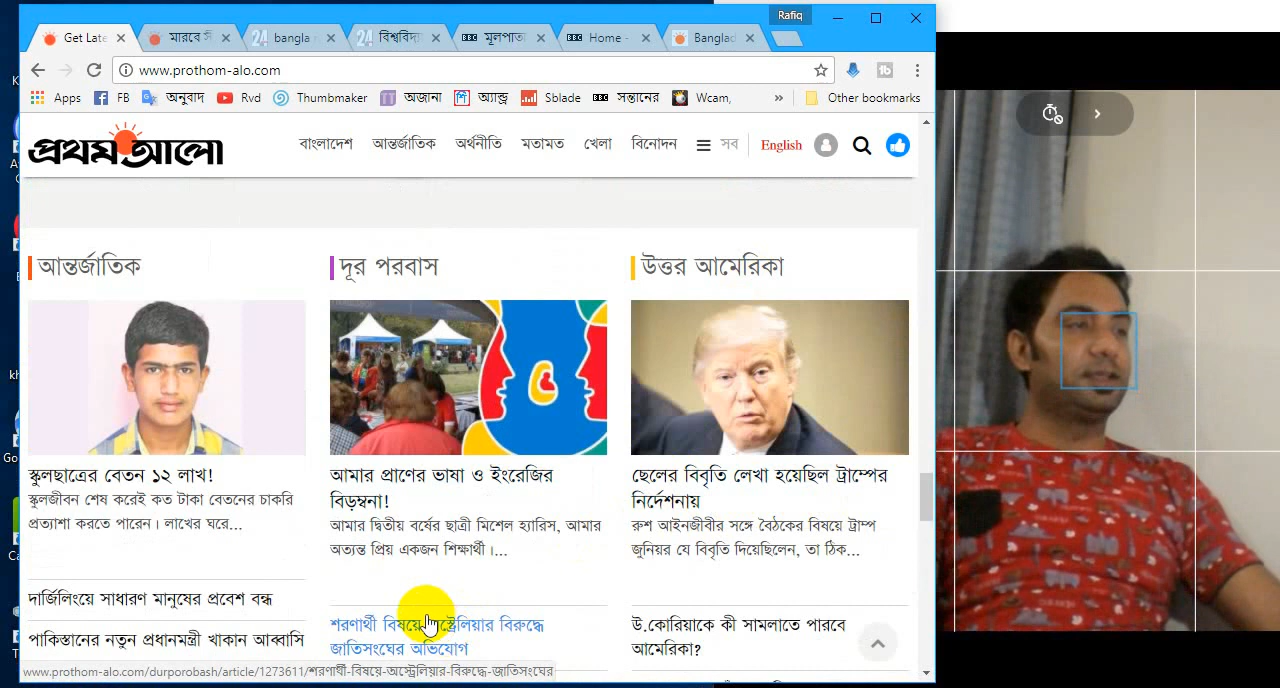 Rafiq
Get Late
মারবে
bangla
বিশ্ববিদ্য
মূলপাত
Home -
Banglad
www.prothom-alo.com
Apps FB অনুবাদ Rvd Thumbmaker অজানা অ্যান্ড্র Sblade সন্তানের Wcam, » Other bookmarks
প্রথম আলো
বাংলাদেশ আন্তর্জাতিক অর্থনীতি মতামত খেলা বিনোদন সব English
আন্তর্জাতিক
দূর পরবাস
উত্তর আমেরিকা
স্কুলছাত্রের বেতন ১২ লাখ!
স্কুলজীবন শেষ করেই কত টাকা বেতনের চাকরি
প্রত্যাশা করতে পারেন। লাখের ঘরে...
দার্জিলিংয়ে সাধারণ মানুষের প্রবেশ বন্ধ
পাকিস্তানের নতুন প্রধানমন্ত্রী খাকান আব্বাসি
আমার প্রাণের ভাষা ও ইংরেজির
বিড়ম্বনা!
আমার দ্বিতীয় বর্ষের ছাত্রী মিশেল হ্যারিস, আমার
অত্যন্ত প্রিয় একজন শিক্ষার্থী।...
শরণার্থী বিষয়ে অস্ট্রেলিয়ার বিরুদ্ধে
জাতিসংঘের অভিযোগ
ছেলের বিবৃতি লেখা হয়েছিল ট্রাম্পের
নির্দেশনায়
রুশ আইনজীবীর সঙ্গে বৈঠকের বিষয়ে ট্রাম্প
জুনিয়র যে বিবৃতি দিয়েছিলেন, তা ঠিক...
উ.কোরিয়াকে কী সামলাতে পারবে
আমেরিকা?
www.prothom-alo.com/durporobash/article/1273611/শরণার্থী-বিষয়ে-অস্ট্রেলিয়ার-বিরুদ্ধে-জাতিসংঘের